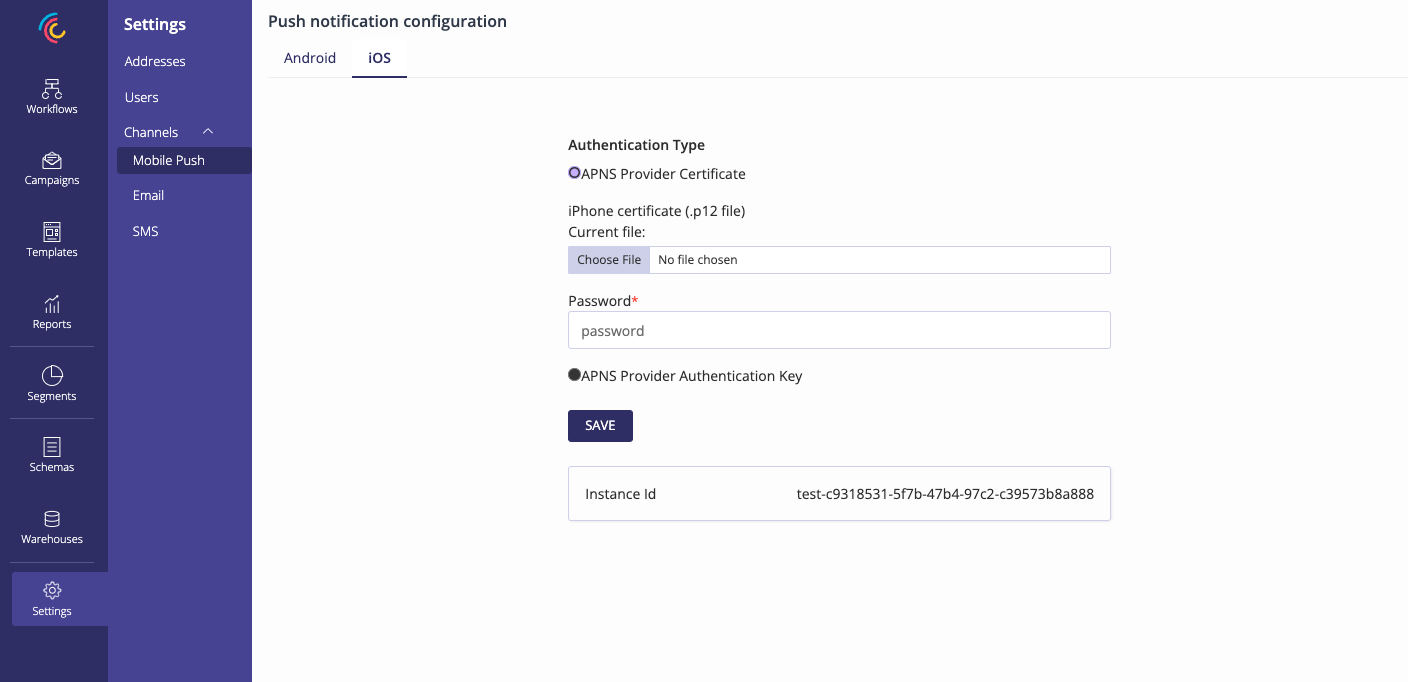 Workflows
Campaigns
Templates
Reports
Segments
Schemas
Warehouses
Settings
Settings
Addresses
Users
Channels
Mobile Push
Email
SMS
Push notification configuration
Android iOS
Authentication Type
APNS Provider Certificate
iPhone certificate (.p12 file)
Current file:
Choose File No file chosen
Password*
password
APNS Provider Authentication Key
SAVE
Instance Id test-c9318531-5f7b-47b4-97c2-c39573b8a888